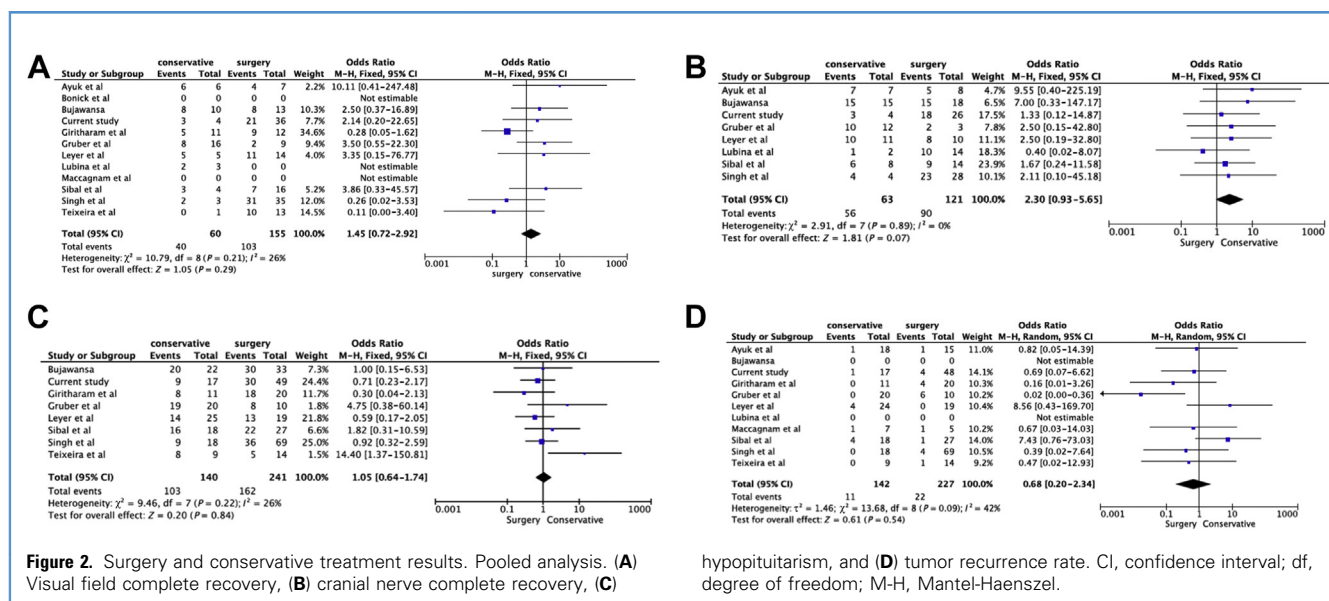 A
conservative surgery Odds Ratio Odds Ratio
Study or Subgroup Events Total Events Total Weight M-H, Fixed, 95% CI M-H, Fixed, 95% CI
Ayuk et al 6 6 4 7 2.2% 10.11 [0.41-247.48]
Bonick et al 0 0 0 0 Not estimable
Bujawansa 8 10 8 13 10.3% 2.50 [0.37-16.89]
Current study 3 4 21 36 7.7% 2.14 [0.20-22.65]
Giritharam et al 5 11 9 12 34.6% 0.28 [0.05-1.62]
Gruber et al 8 16 2 9 9.4% 3.50 [0.55-22.30]
Leyer et al 5 5 11 14 4.0% 3.35 [0.15-76.77]
Lubina et al 2 3 0 0 Not estimable
Maccagnam et al 0 0 0 0 Not estimable
Sibal et al 3 4 7 16 5.2% 3.86 [0.33-45.57]
Singh et al 2 3 31 35 12.0% 0.26 [0.02-3.53]
Teixeira et al 0 1 10 13 14.5% 0.11 [0.00-3.40]
Total (95% CI) 60 155 100.0% 1.45 [0.72-2.92]
Total events 40 103
Heterogeneity: χ² = 10.79, df = 8 (P = 0.21); I² = 26%
Test for overall effect: Z = 1.05 (P = 0.29)
0.001 0.1 1 10 1000
surgery conservative
B
conservative surgery Odds Ratio Odds Ratio
Study or Subgroup Events Total Events Total Weight M-H, Fixed, 95% CI M-H, Fixed, 95% CI
Ayuk et al 7 7 5 8 4.7% 9.55 [0.40-225.19]
Bujawansa 15 15 15 18 6.5% 7.00 [0.33-147.17]
Current study 3 4 18 26 17.5% 1.33 [0.12-14.87]
Gruber et al 10 12 2 3 7.8% 2.50 [0.15-42.80]
Leyer et al 10 11 8 10 11.1% 2.50 [0.19-32.80]
Lubina et al 1 2 10 14 18.3% 0.40 [0.02-8.07]
Sibal et al 6 8 9 14 23.9% 1.67 [0.24-11.58]
Singh et al 4 4 23 28 10.1% 2.11 [0.10-45.18]
Total (95% CI) 63 121 100.0% 2.30 [0.93-5.65]
Total events 56 90
Heterogeneity: χ² = 2.91, df = 7 (P = 0.89); I² = 0%
Test for overall effect: Z = 1.81 (P = 0.07)
0.001 0.1 1 10 1000
Surgery Conservative
C
conservative surgery Odds Ratio Odds Ratio
Study or Subgroup Events Total Events Total Weight M-H, Fixed, 95% CI M-H, Fixed, 95% CI
Bujawansa 20 22 30 33 7.3% 1.00 [0.15-6.53]
Current study 9 17 30 49 24.4% 0.71 [0.23-2.17]
Giritharam et al 8 11 18 20 11.6% 0.30 [0.04-2.13]
Gruber et al 19 20 8 10 1.8% 4.75 [0.38-60.14]
Leyer et al 14 25 13 19 21.8% 0.59 [0.17-2.05]
Sibal et al 16 18 22 27 6.6% 1.82 [0.31-10.59]
Singh et al 9 18 36 69 25.0% 0.92 [0.32-2.59]
Teixeira et al 8 9 5 14 1.5% 14.40 [1.37-150.81]
Total (95% CI) 140 241 100.0% 1.05 [0.64-1.74]
Total events 103 162
Heterogeneity: χ² = 9.46, df = 7 (P = 0.22); I² = 26%
Test for overall effect: Z = 0.20 (P = 0.84)
0.001 0.1 1 10 1000
Surgery Conservative
D
conservative surgery Odds Ratio Odds Ratio
Study or Subgroup Events Total Events Total Weight M-H, Random, 95% CI M-H, Random, 95% CI
Ayuk et al 1 18 1 15 11.0% 0.82 [0.05-14.39]
Bujawansa 0 0 0 0 Not estimable
Current study 1 17 4 48 14.1% 0.69 [0.07-6.62]
Giritharam et al 0 11 4 20 10.3% 0.16 [0.01-3.26]
Gruber et al 0 20 6 10 10.5% 0.02 [0.00-0.36]
Leyer et al 4 24 0 19 10.4% 8.56 [0.43-169.70]
Lubina et al 0 0 0 0 Not estimable
Maccagnam et al 1 7 1 5 10.0% 0.67 [0.03-14.03]
Sibal et al 4 18 1 27 14.0% 7.43 [0.76-73.03]
Singh et al 0 18 4 69 10.5% 0.39 [0.02-7.64]
Teixeira et al 0 9 1 14 9.2% 0.47 [0.02-12.93]
Total (95% CI) 142 227 100.0% 0.68 [0.20-2.34]
Total events 11 22
Heterogeneity: τ² = 1.46; χ² = 13.68, df = 8 (P = 0.09); I² = 42%
Test for overall effect: Z = 0.61 (P = 0.54)
0.001 0.1 1 10 1000
Surgery Conservative
Figure 2. Surgery and conservative treatment results. Pooled analysis. (A)
Visual field complete recovery, (B) cranial nerve complete recovery, (C)
hypopituitarism, and (D) tumor recurrence rate. CI, confidence interval; df,
degree of freedom; M-H, Mantel-Haenszel.